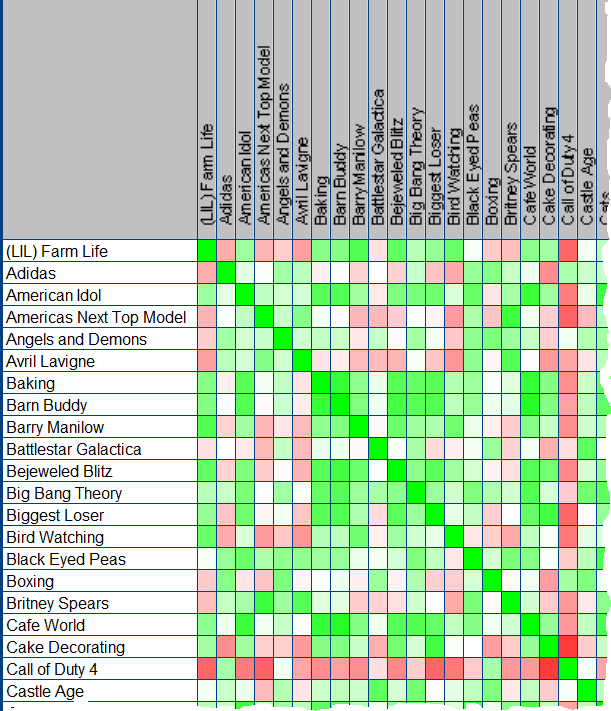 (LIL) Farm Life
Adidas
American Idol
Americas Next Top Model
Angels and Demons
Avril Lavigne
Baking
Barn Buddy
Barry Manilow
Battlestar Galactica
Bejeweled Blitz
Big Bang Theory
Biggest Loser
Bird Watching
Black Eyed Peas
Boxing
Britney Spears
Cafe World
Cake Decorating
Call of Duty 4
Castle Age
(LIL) Farm Life
Adidas
American Idol
Americas Next Top Model
Angels and Demons
Avril Lavigne
Baking
Barn Buddy
Barry Manilow
Battlestar Galactica
Bejeweled Blitz
Big Bang Theory
Biggest Loser
Bird Watching
Black Eyed Peas
Boxing
Britney Spears
Cafe World
Cake Decorating
Call of Duty 4
Castle Age